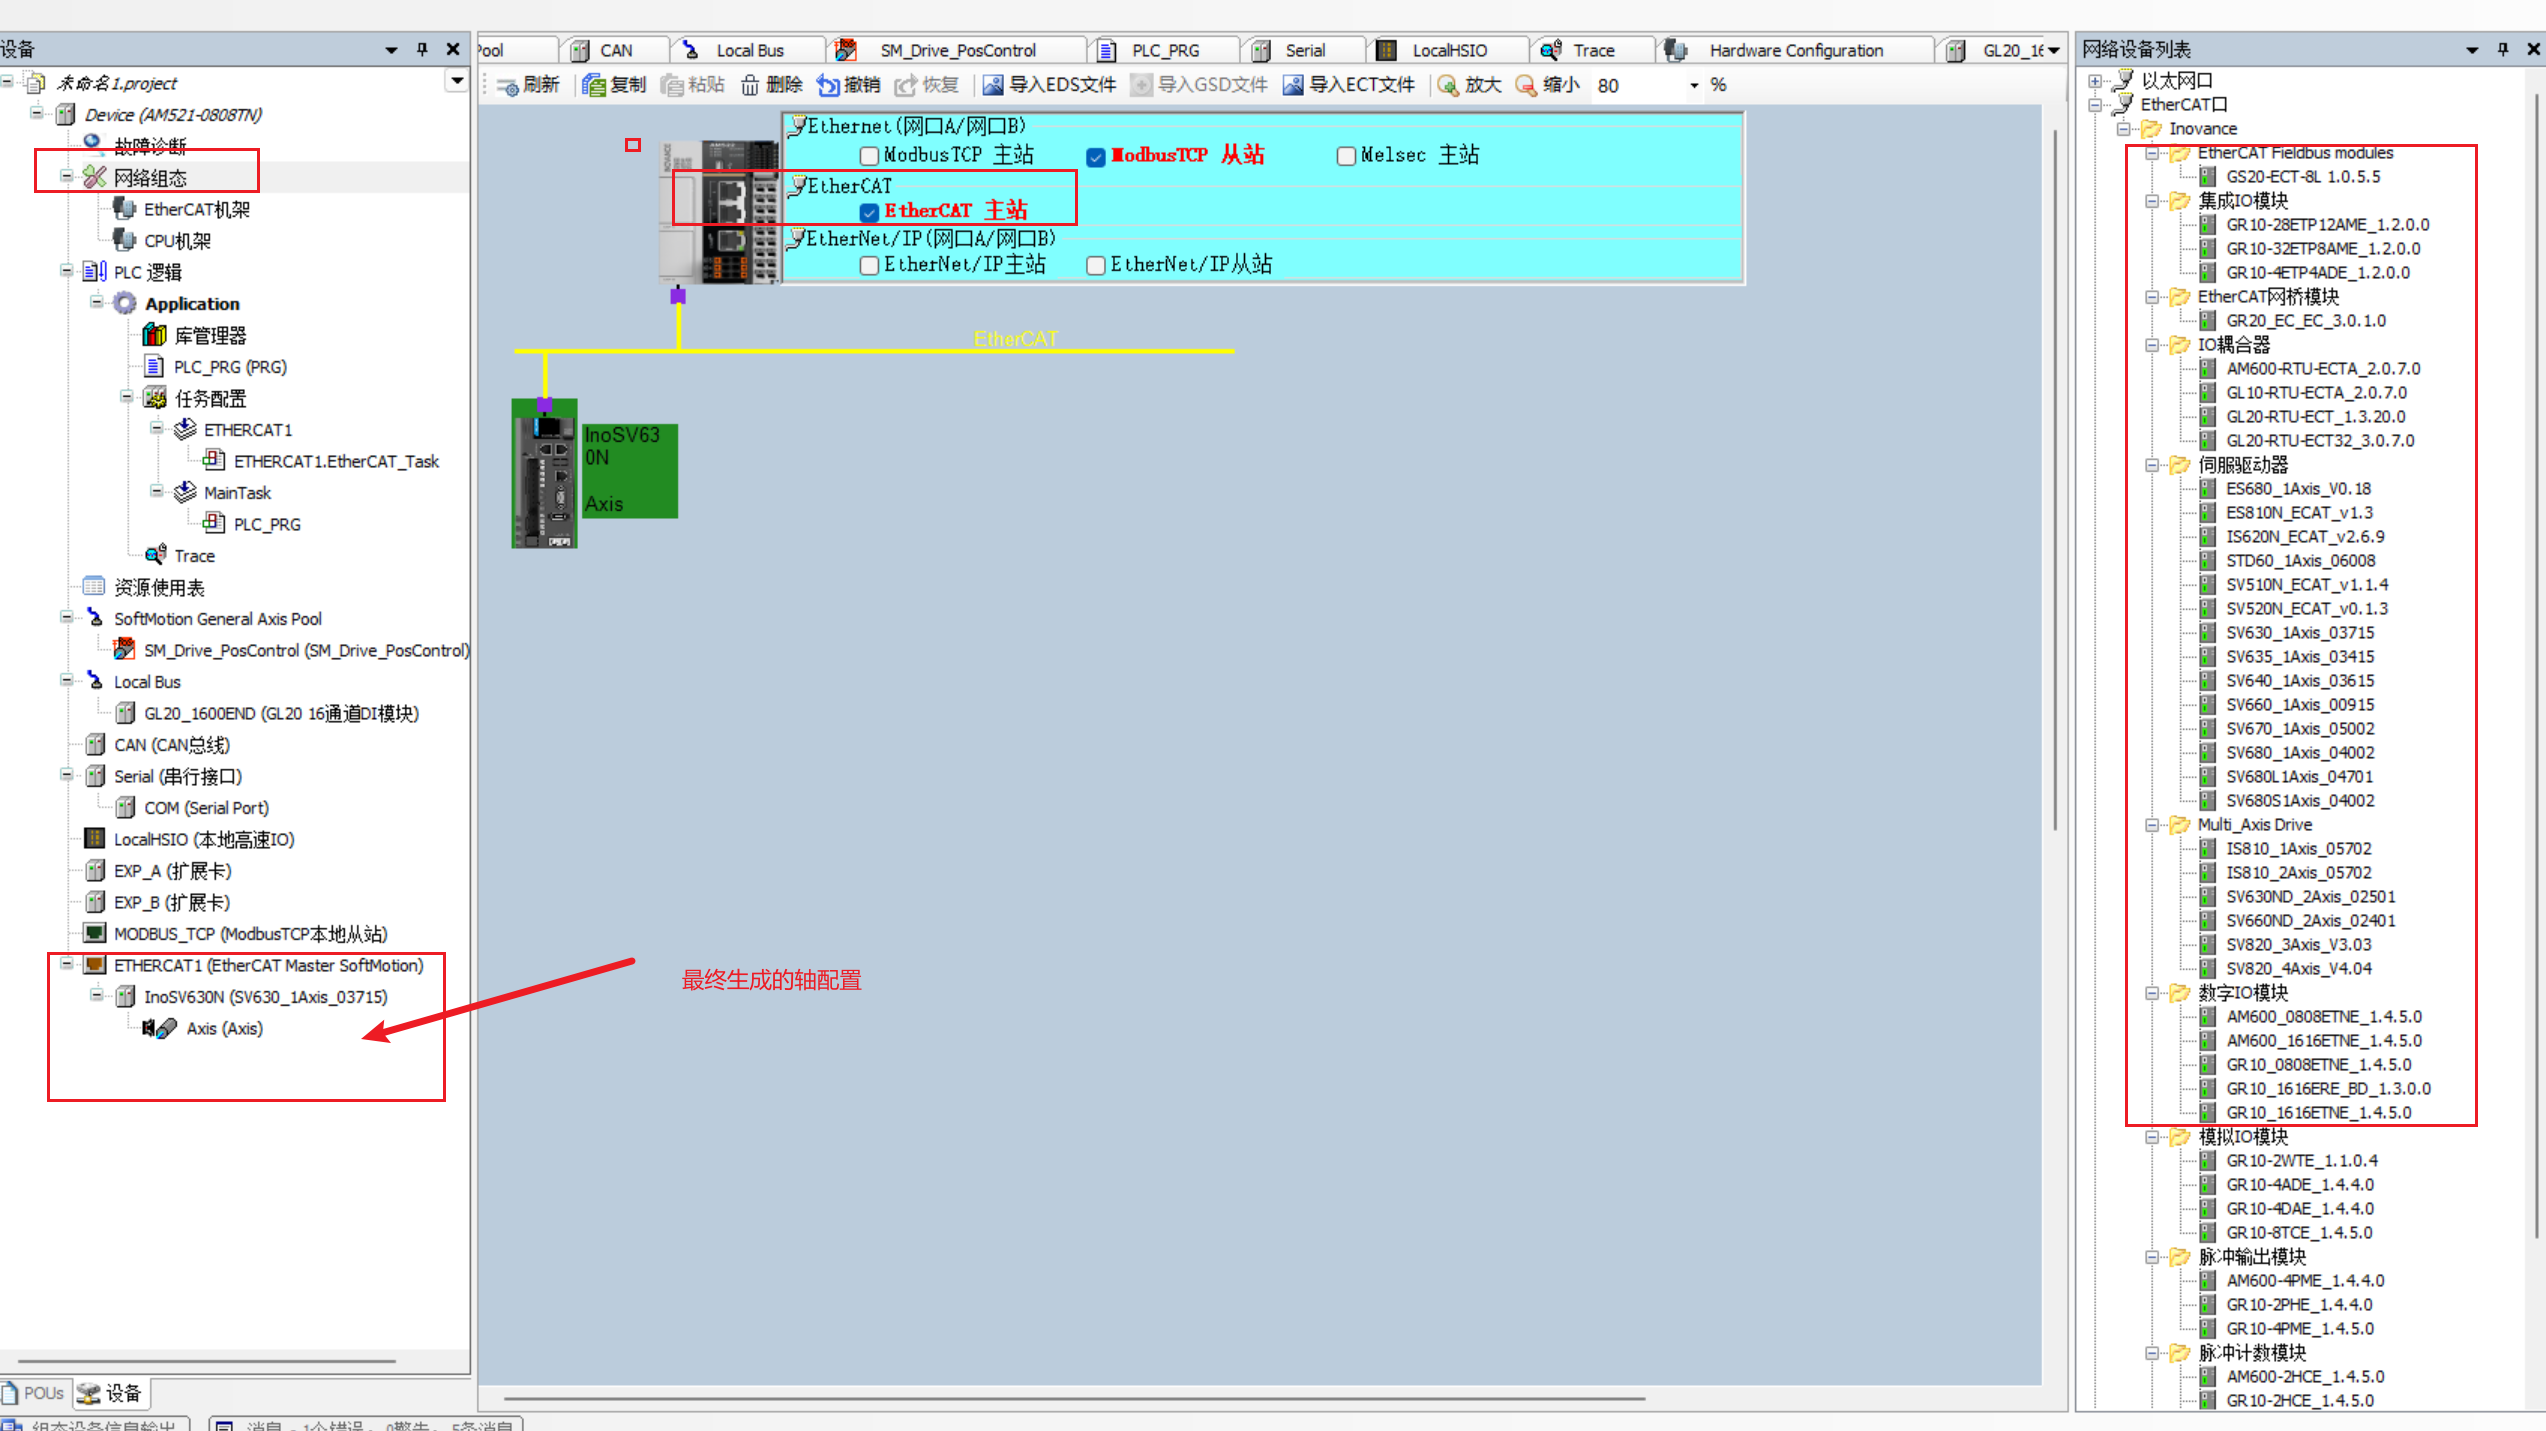 设备
未命名1.project
Device (AM521-0808TN)
故障诊断
网络组态
EtherCAT机架
CPU机架
PLC 逻辑
Application
库管理器
PLC_PRG (PRG)
任务配置
ETHERCAT1
ETHERCAT1.EtherCAT_Task
MainTask
PLC_PRG
Trace
资源使用表
SoftMotion General Axis Pool
SM_Drive_PosControl (SM_Drive_PosControl)
Local Bus
GL20_1600END (GL20 16通道DI模块)
CAN (CAN总线)
Serial (串行接口)
COM (Serial Port)
LocalHSIO (本地高速IO)
EXP_A (扩展卡)
EXP_B (扩展卡)
MODBUS_TCP (ModbusTCP本地从站)
ETHERCAT1 (EtherCAT Master SoftMotion)
InoSV630N (SV630_1Axis_03715)
Axis (Axis)
POUs 设备
组态设备信息输出 消息 - 1个错误, 0警告, 5条消息
Pool CAN Local Bus SM_Drive_PosControl PLC_PRG Serial LocalHSIO Trace Hardware Configuration GL20_16
刷新 复制 粘贴 删除 撤销 恢复 导入EDS文件 导入GSD文件 导入ECT文件 放大 缩小 80 %
Ethernet(网口A/网口B)
ModbusTCP 主站 ModbusTCP 从站 Melsec 主站
EtherCAT
EtherCAT 主站
EtherNet/IP(网口A/网口B)
EtherNet/IP主站 EtherNet/IP从站
EtherCAT
InoSV63
0N
Axis
最终生成的轴配置
网络设备列表
以太网口
EtherCAT口
Inovance
EtherCAT Fieldbus modules
GS20-ECT-8L 1.0.5.5
集成IO模块
GR10-28ETP12AME_1.2.0.0
GR10-32ETP8AME_1.2.0.0
GR10-4ETP4ADE_1.2.0.0
EtherCAT网桥模块
GR20_EC_EC_3.0.1.0
IO耦合器
AM600-RTU-ECTA_2.0.7.0
GL10-RTU-ECTA_2.0.7.0
GL20-RTU-ECT_1.3.20.0
GL20-RTU-ECT32_3.0.7.0
伺服驱动器
ES680_1Axis_V0.18
ES810N_ECAT_v1.3
IS620N_ECAT_v2.6.9
STD60_1Axis_06008
SV510N_ECAT_v1.1.4
SV520N_ECAT_v0.1.3
SV630_1Axis_03715
SV635_1Axis_03415
SV640_1Axis_03615
SV660_1Axis_00915
SV670_1Axis_05002
SV680_1Axis_04002
SV680L1Axis_04701
SV680S1Axis_04002
Multi_Axis Drive
IS810_1Axis_05702
IS810_2Axis_05702
SV630ND_2Axis_02501
SV660ND_2Axis_02401
SV820_3Axis_V3.03
SV820_4Axis_V4.04
数字IO模块
AM600_0808ETNE_1.4.5.0
AM600_1616ETNE_1.4.5.0
GR10_0808ETNE_1.4.5.0
GR10_1616ERE_BD_1.3.0.0
GR10_1616ETNE_1.4.5.0
模拟IO模块
GR10-2WTE_1.1.0.4
GR10-4ADE_1.4.4.0
GR10-4DAE_1.4.4.0
GR10-8TCE_1.4.5.0
脉冲输出模块
AM600-4PME_1.4.4.0
GR10-2PHE_1.4.4.0
GR10-4PME_1.4.5.0
脉冲计数模块
AM600-2HCE_1.4.5.0
GR10-2HCE_1.4.5.0